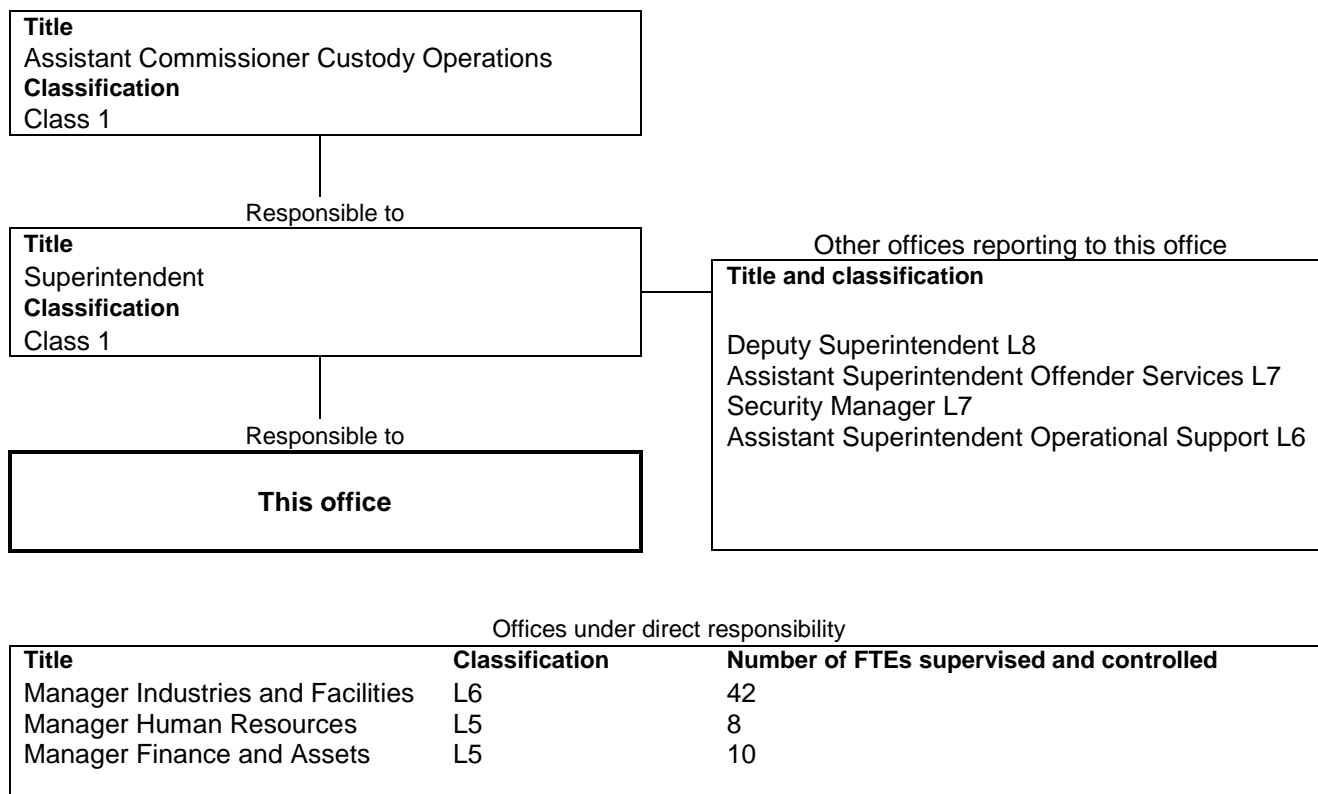 Title
Assistant Commissioner Custody Operations
Classification
Class 1
Responsible to
Title
Superintendent
Classification
Class 1
Other offices reporting to this office
Title and classification
Deputy Superintendent L8
Assistant Superintendent Offender Services L7
Security Manager L7
Assistant Superintendent Operational Support L6
Responsible to
This office
Offices under direct responsibility
Title Classification Number of FTEs supervised and controlled
Manager Industries and Facilities L6 42
Manager Human Resources L5 8
Manager Finance and Assets L5 10